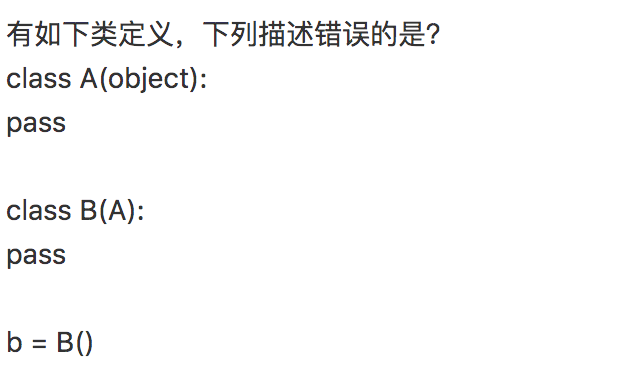 有如下类定义，下列描述错误的是?
class A(object):
pass
class B(A):
pass
b = B()